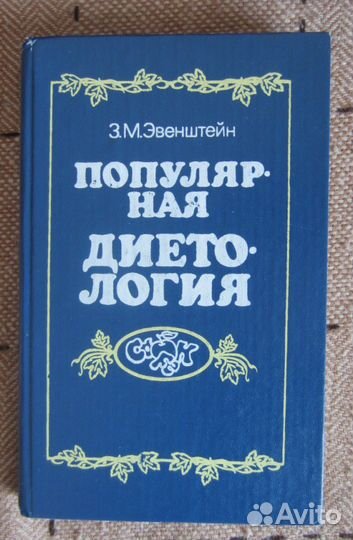 З.М.Эвенштейн
ПОПУЛЯР·
НАЯ
ДИЕТО·
ЛОГИЯ
Avito